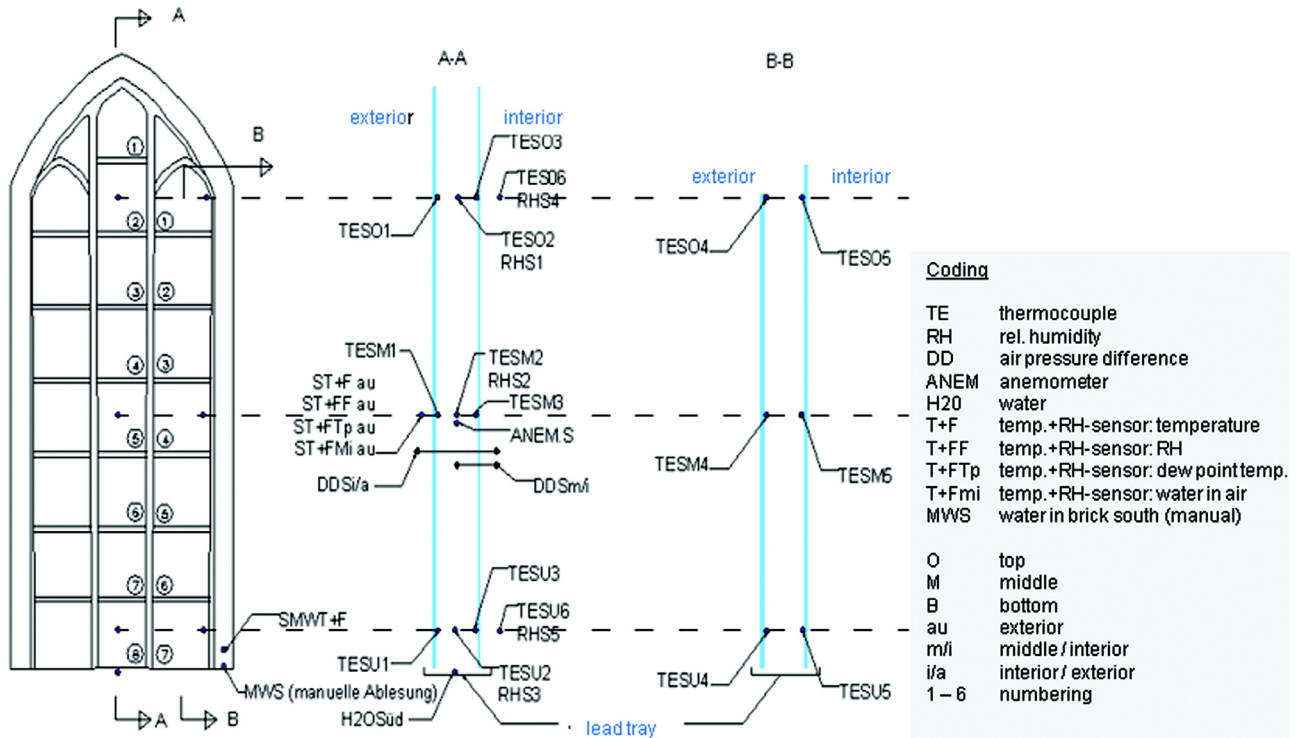 A
A-A
B-B
exterior
interior
B
TESO3
exterior
interior
TESO6
RHS4
①
②
①
TESO1
TESO2
RHS1
TESO4
TESO5
③
②
④
③
TESM1
TESM2
RHS2
ST+F au
ST+FF au
ST+FTp au
ST+FMi au
TESM3
ANEM.S
⑤
④
TESM4
TESM5
DDSi/a
DDSm/i
⑥
⑤
⑦
⑥
TESU3
TESU6
RHS5
SMWT+F
⑧
⑦
TESU1
TESU2
RHS3
TESU4
TESU5
MWS (manuelle Ablesung)
H2OSüd
lead tray
A
B
Coding
TE thermocouple
RH rel. humidity
DD air pressure difference
ANEM anemometer
H20 water
T+F temp.+RH-sensor: temperature
T+FF temp.+RH-sensor: RH
T+FTp temp.+RH-sensor: dew point temp.
T+Fmi temp.+RH-sensor: water in air
MWS water in brick south (manual)
O top
M middle
B bottom
au exterior
m/i middle / interior
i/a interior / exterior
1 – 6 numbering